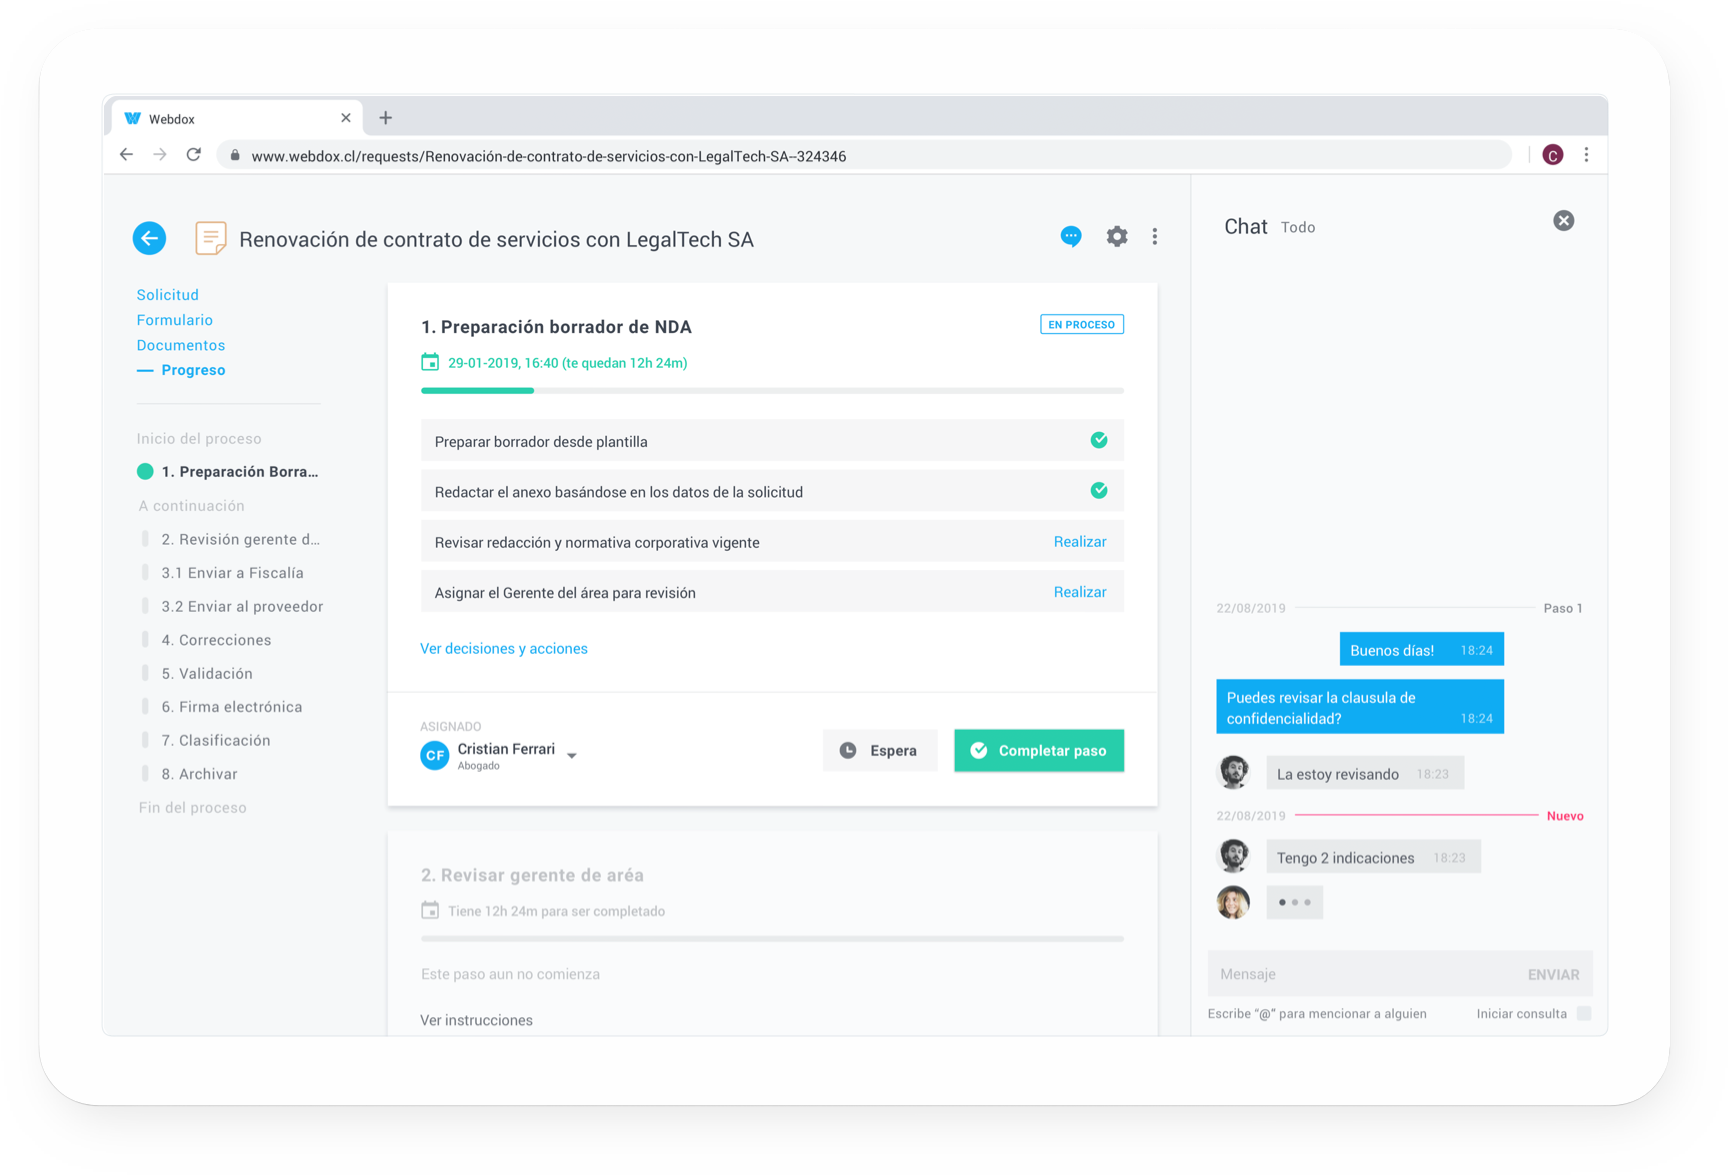 Webdox
www.webdox.cl/requests/Renovación-de-contrato-de-servicios-con-LegalTech-SA--324346
C
Renovación de contrato de servicios con LegalTech SA
Solicitud
Formulario
Documentos
Progreso
Inicio del proceso
1. Preparación Borra...
A continuación
2. Revisión gerente d...
3.1 Enviar a Fiscalía
3.2 Enviar al proveedor
4. Correcciones
5. Validación
6. Firma electrónica
7. Clasificación
8. Archivar
Fin del proceso
1. Preparación borrador de NDA
EN PROCESO
29-01-2019, 16:40 (te quedan 12h 24m)
Preparar borrador desde plantilla
Redactar el anexo basándose en los datos de la solicitud
Revisar redacción y normativa corporativa vigente Realizar
Asignar el Gerente del área para revisión Realizar
Ver decisiones y acciones
ASIGNADO
CF
Cristian Ferrari
Abogado
Espera
Completar paso
2. Revisar gerente de aréa
Tiene 12h 24m para ser completado
Este paso aun no comienza
Ver instrucciones
Chat Todo
22/08/2019 Paso 1
Buenos días! 18:24
Puedes revisar la clausula de
confidencialidad? 18:24
La estoy revisando 18:23
22/08/2019 Nuevo
Tengo 2 indicaciones 18:23
Mensaje ENVIAR
Escribe “@” para mencionar a alguien Iniciar consulta